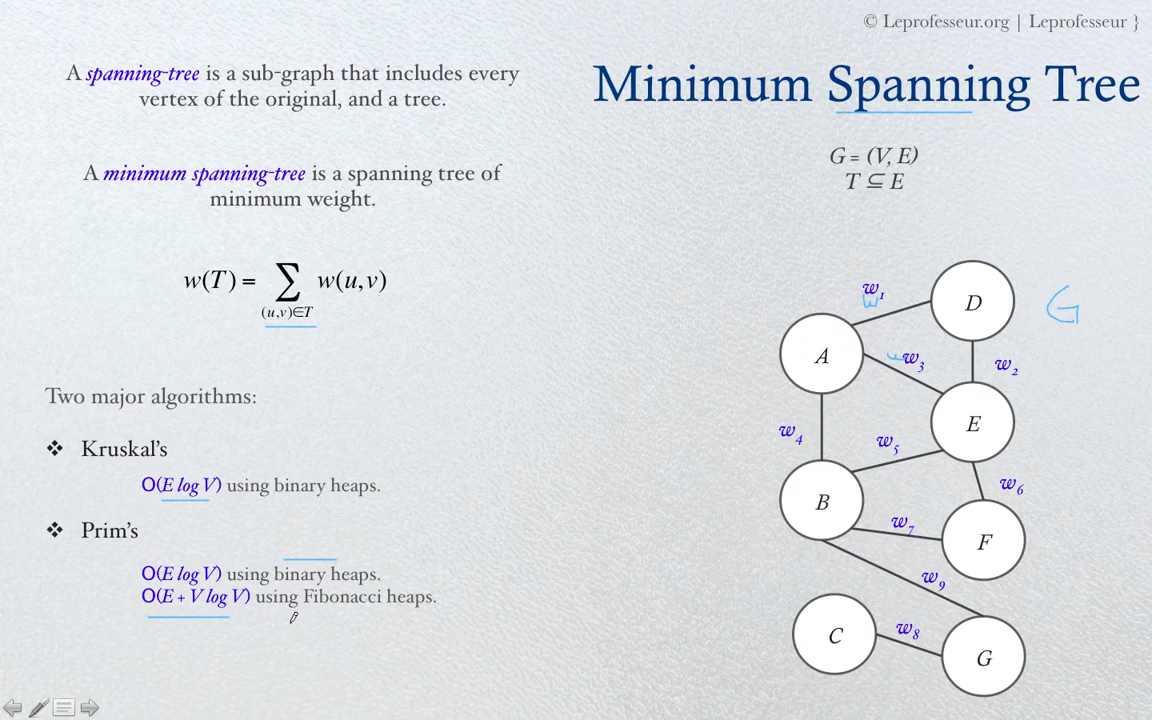 © Leprofesseur.org | Leprofesseur }
Minimum Spanning Tree
A spanning-tree is a sub-graph that includes every
vertex of the original, and a tree.
A minimum spanning-tree is a spanning tree of
minimum weight.
w(T) = ∑ w(u,v)
(u,v)∈T
Two major algorithms:
❖ Kruskal's
O(E log V) using binary heaps.
❖ Prim's
O(E log V) using binary heaps.
O(E + V log V) using Fibonacci heaps.
G = (V, E)
T ⊆ E
D
G
w₁
A
w₃
w₂
E
w₄
w₅
B
w₆
w₇
F
w₉
C
w₈
G